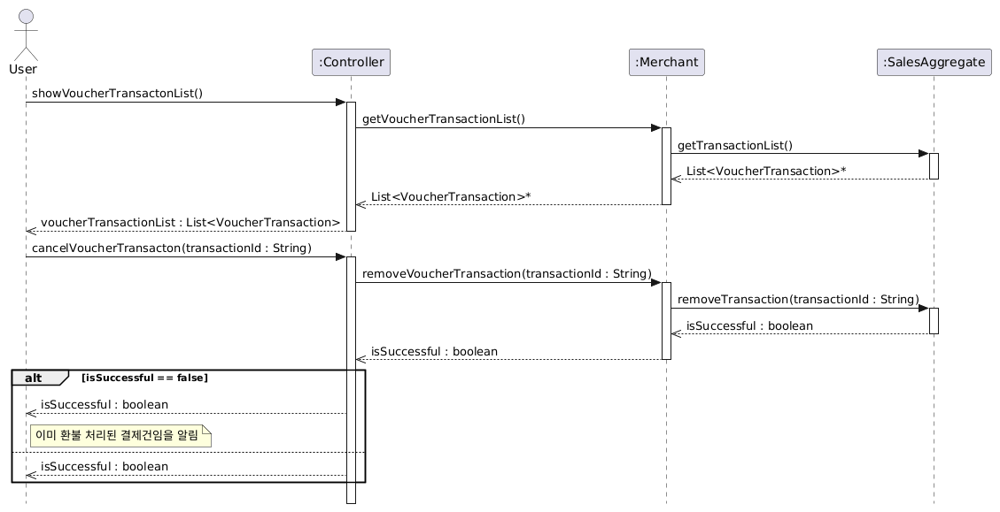 User
:Controller
:Merchant
:SalesAggregate
showVoucherTransactonList()
getVoucherTransactionList()
getTransactionList()
List<VoucherTransaction>*
List<VoucherTransaction>*
voucherTransactionList : List<VoucherTransaction>
cancelVoucherTransacton(transactionId : String)
removeVoucherTransaction(transactionId : String)
removeTransaction(transactionId : String)
isSuccessful : boolean
isSuccessful : boolean
alt [isSuccessful == false]
isSuccessful : boolean
이미 환불 처리된 결제건임을 알림
isSuccessful : boolean